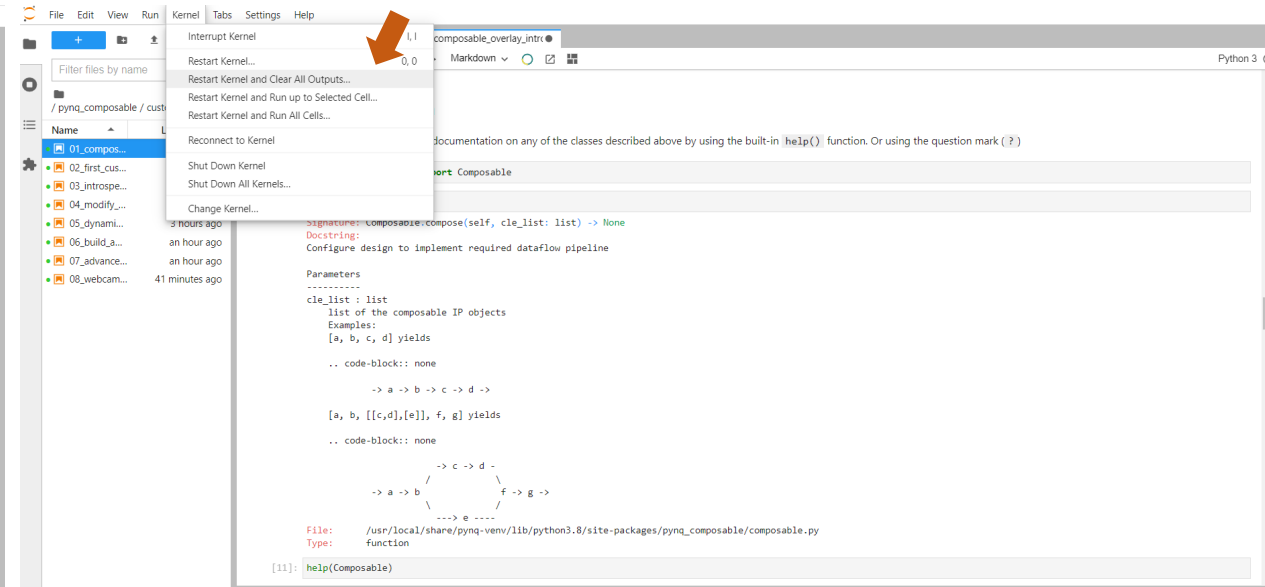 File Edit View Run Kernel Tabs Settings Help
Filter files by name
/ pynq_composable /
Name
01_compos...
02_first_cus...
03_introspe...
04_modify_...
05_dynami... 3 hours ago
06_build_a... an hour ago
07_advance... an hour ago
08_webcam... 41 minutes ago
Interrupt Kernel I, I
Restart Kernel... 0, 0
Restart Kernel and Clear All Outputs...
Restart Kernel and Run up to Selected Cell...
Restart Kernel and Run All Cells...
Reconnect to Kernel
Shut Down Kernel
Shut Down All Kernels...
Change Kernel...
composable_overlay_intro
Markdown Python 3
documentation on any of the classes described above by using the built-in help() function. Or using the question mark ( ? )
Composable
Signature: Composable.compose(self, cle_list: list) -> None
Docstring:
Configure design to implement required dataflow pipeline
Parameters
----------
cle_list : list
list of the composable IP objects
Examples:
[a, b, c, d] yields
.. code-block:: none
-> a -> b -> c -> d ->
[a, b, [[c,d],[e]], f, g] yields
.. code-block:: none
-> c -> d -
/ \
-> a -> b f -> g ->
\ /
---> e ----
File: /usr/local/share/pynq-venv/lib/python3.8/site-packages/pynq_composable/composable.py
Type: function
[11]: help(Composable)